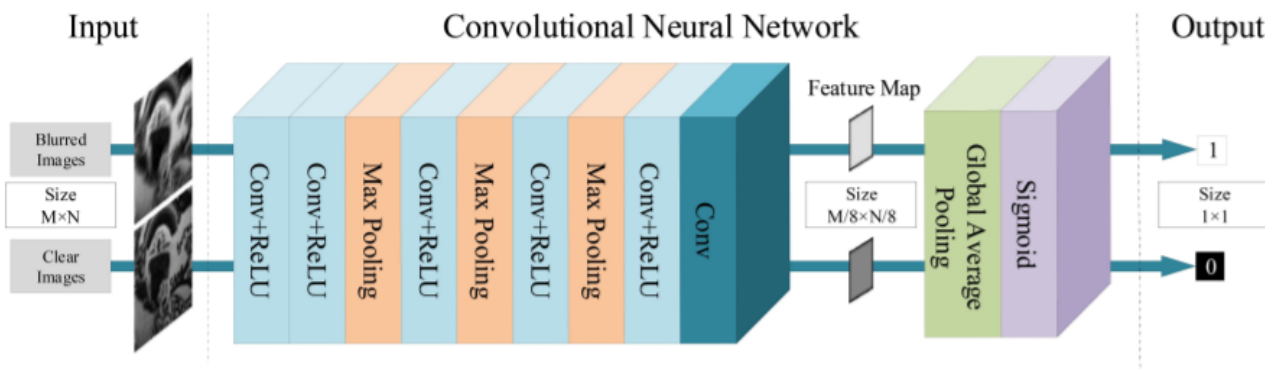 Input
Convolutional Neural Network
Output
Blurred
Images
Size
M×N
Clear
Images
Conv+ReLU
Conv+ReLU
Max Pooling
Conv+ReLU
Max Pooling
Conv+ReLU
Max Pooling
Conv+ReLU
Conv
Feature Map
Size
M/8×N/8
Global Average
Pooling
Sigmoid
1
Size
1×1
0